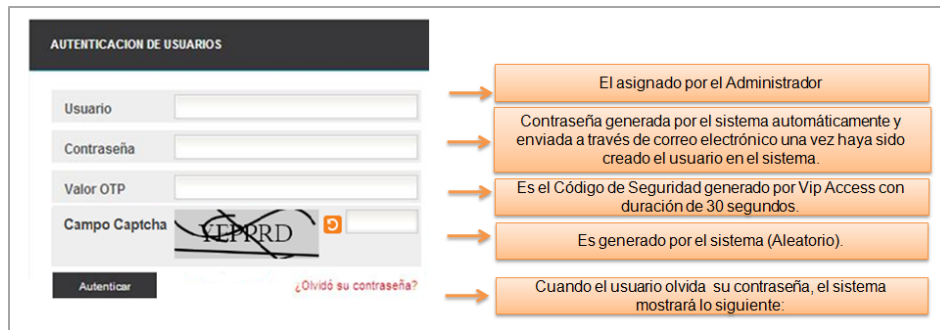 AUTENTICACION DE USUARIOS
Usuario
El asignado por el Administrador
Contraseña
Contraseña generada por el sistema automáticamente y
enviada a través de correo electrónico una vez haya sido
creado el usuario en el sistema.
Valor OTP
Es el Código de Seguridad generado por Vip Access con
duración de 30 segundos.
Campo Captcha
YEPPRD
Es generado por el sistema (Aleatorio).
Autenticar
¿Olvidó su contraseña?
Cuando el usuario olvida su contraseña, el sistema
mostrará lo siguiente: